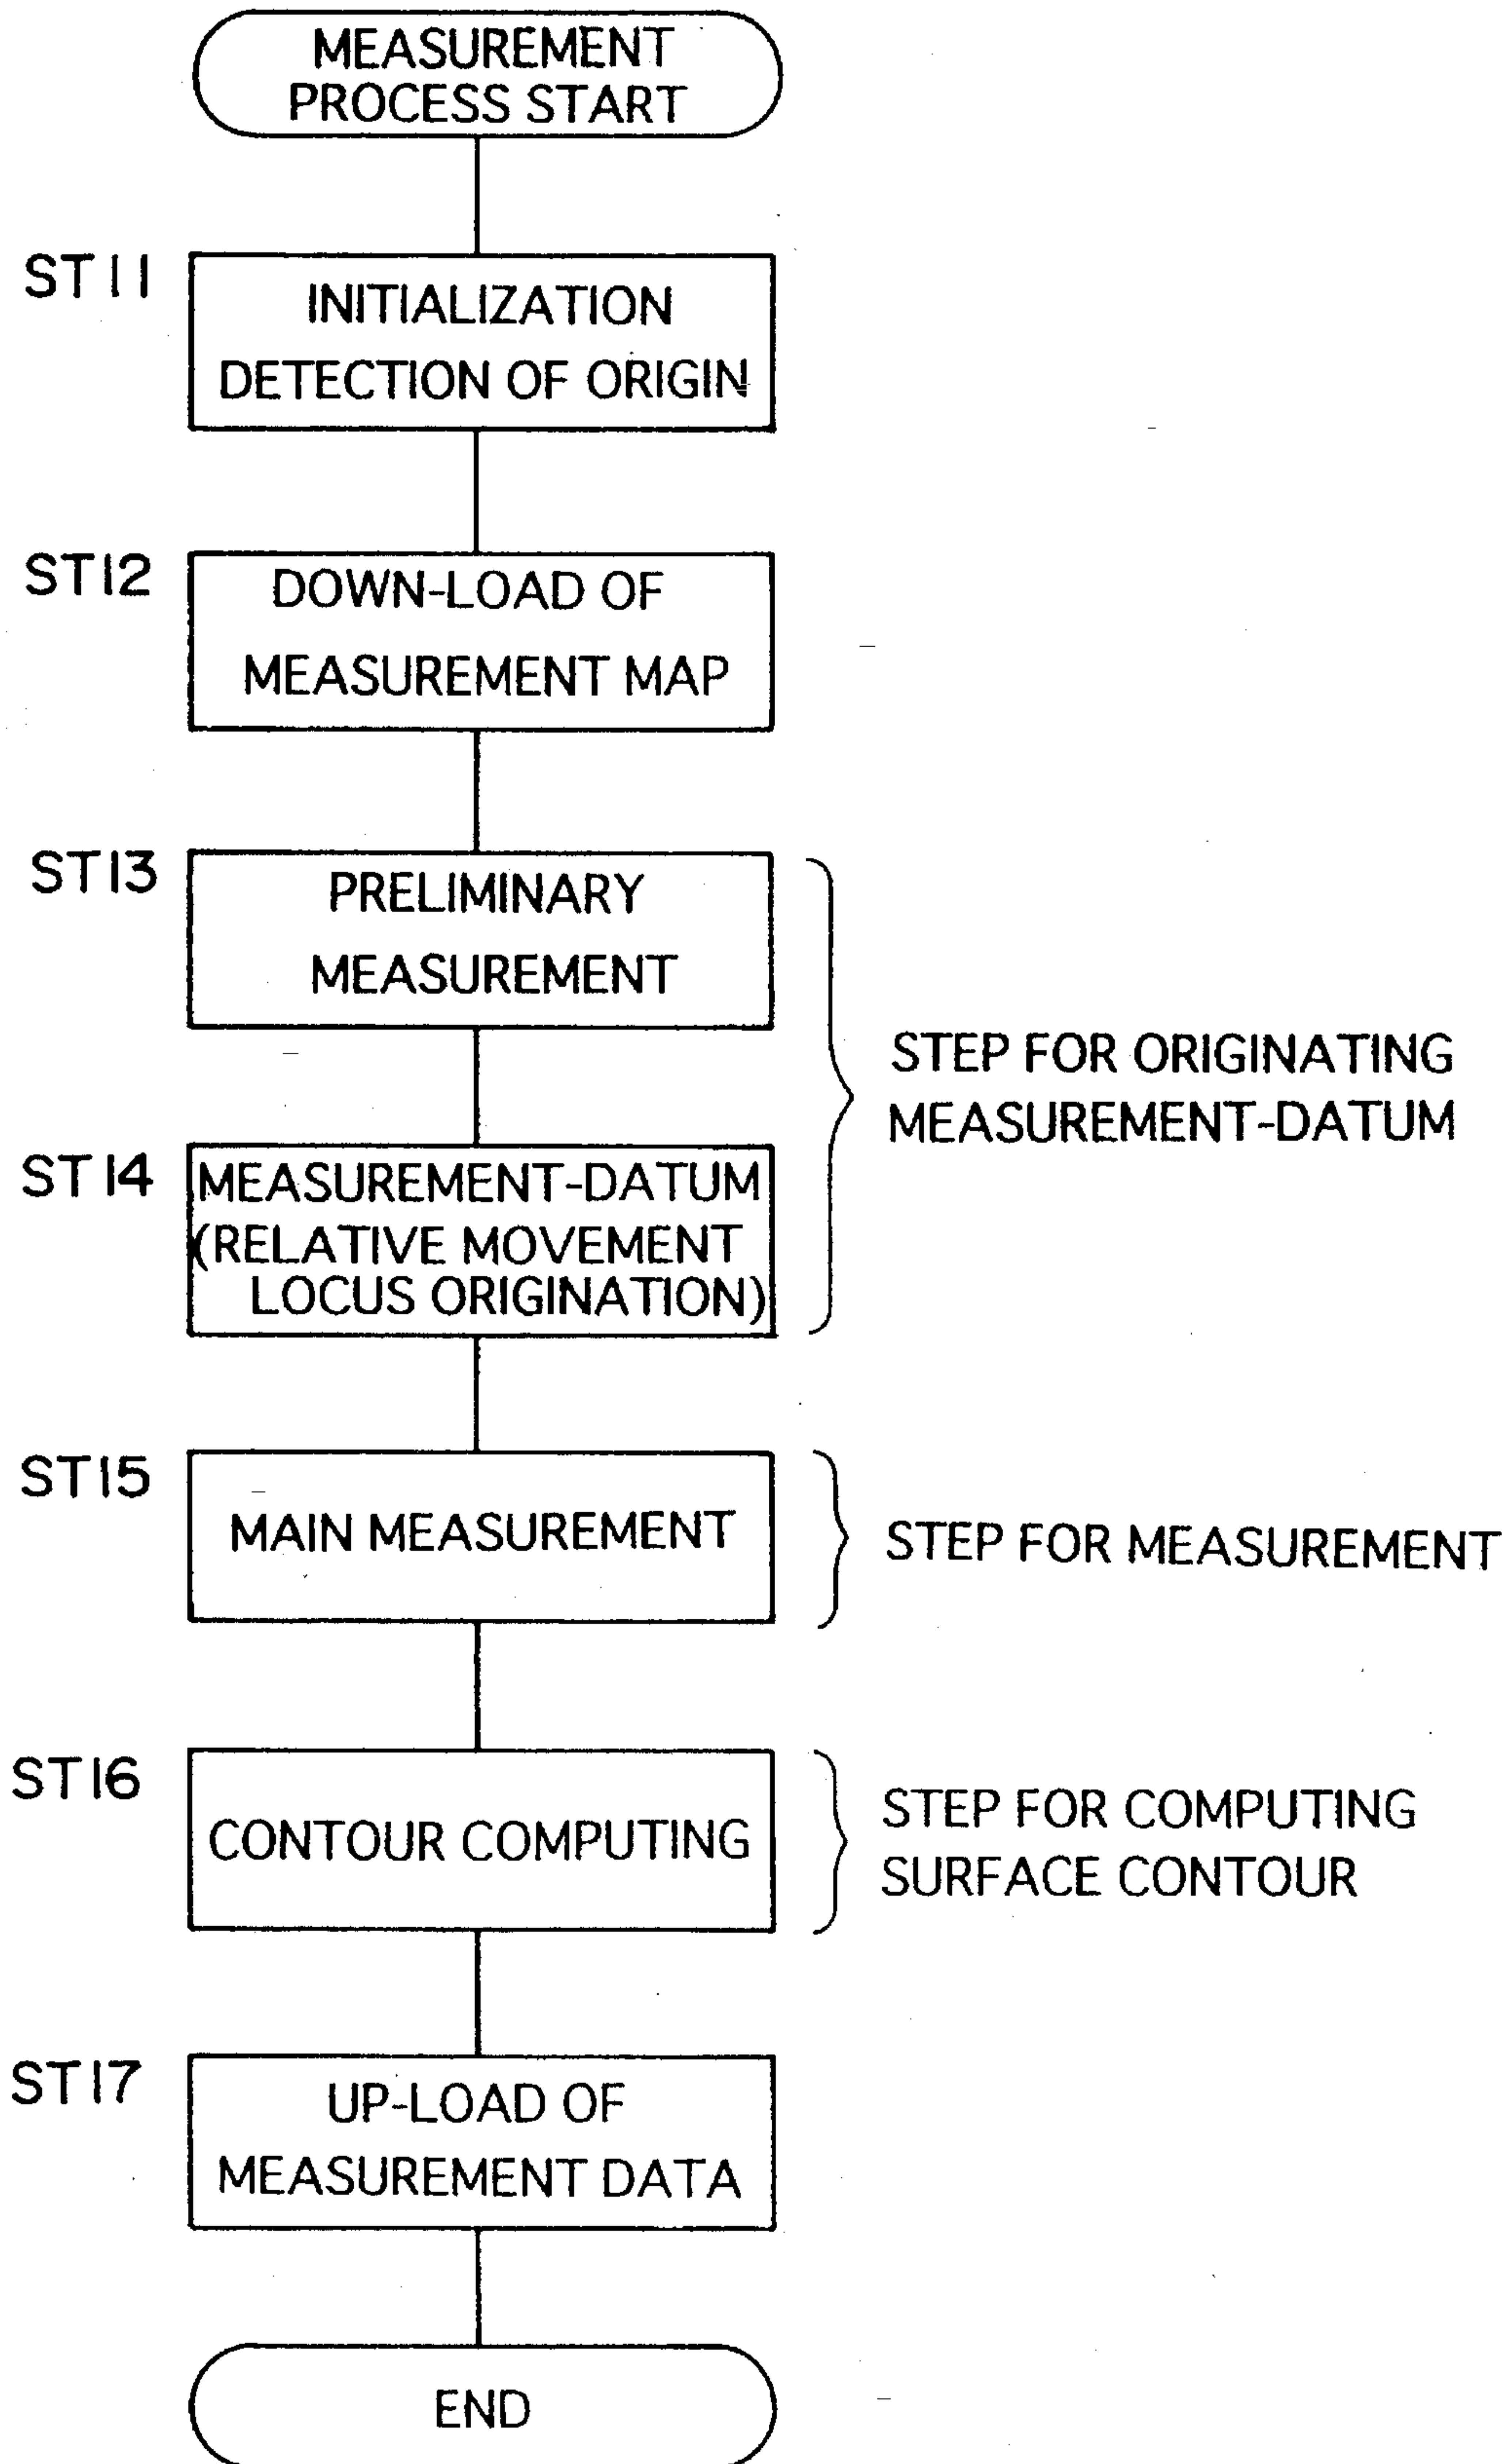 MEASUREMENT
PROCESS START
ST11
INITIALIZATION
DETECTION OF ORIGIN
ST12
DOWN-LOAD OF
MEASUREMENT MAP
ST13
PRELIMINARY
MEASUREMENT
STEP FOR ORIGINATING
MEASUREMENT-DATUM
ST14
MEASUREMENT-DATUM
(RELATIVE MOVEMENT
LOCUS ORIGINATION)
ST15
MAIN MEASUREMENT
STEP FOR MEASUREMENT
ST16
CONTOUR COMPUTING
STEP FOR COMPUTING
SURFACE CONTOUR
ST17
UP-LOAD OF
MEASUREMENT DATA
END